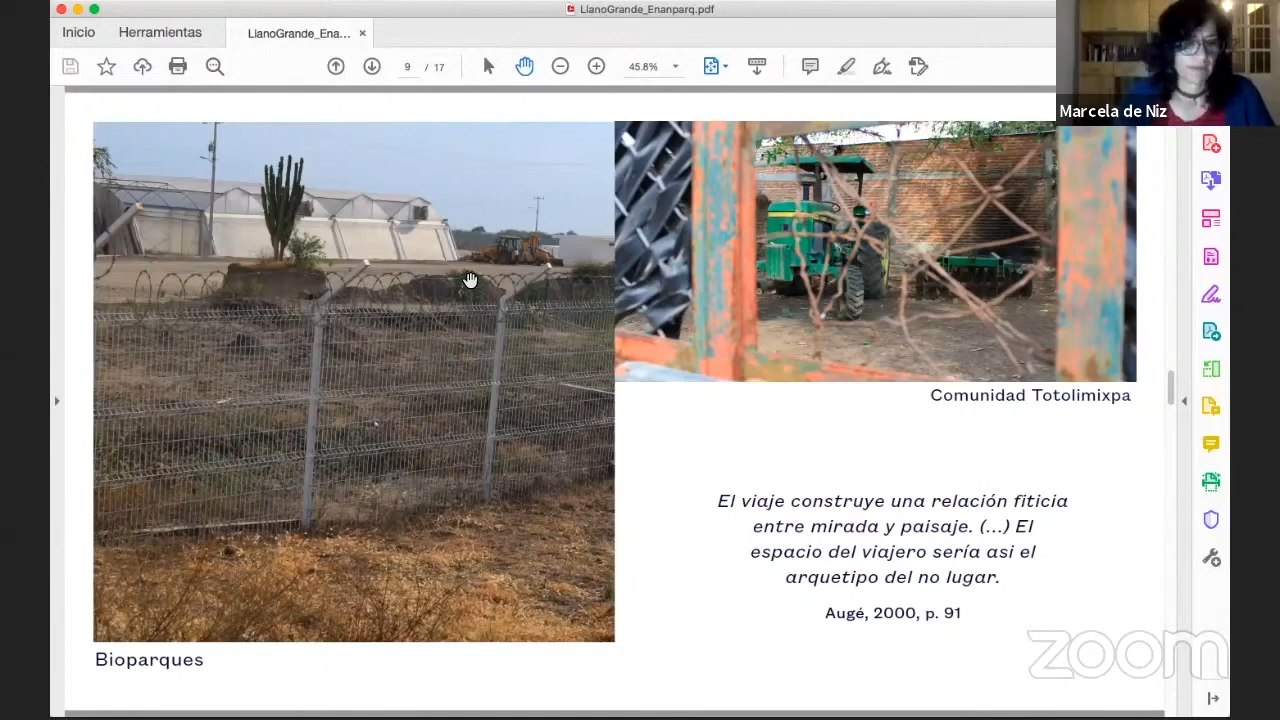 LlanoGrande_Enanparq.pdf
Inicio
Herramientas
LlanoGrande_Ena...
9 / 17
45.8%
Marcela de Niz
Comunidad Totolimixpa
El viaje construye una relación fiticia
entre mirada y paisaje. (...) El
espacio del viajero sería asi el
arquetipo del no lugar.
Augé, 2000, p. 91
Bioparques
zoom